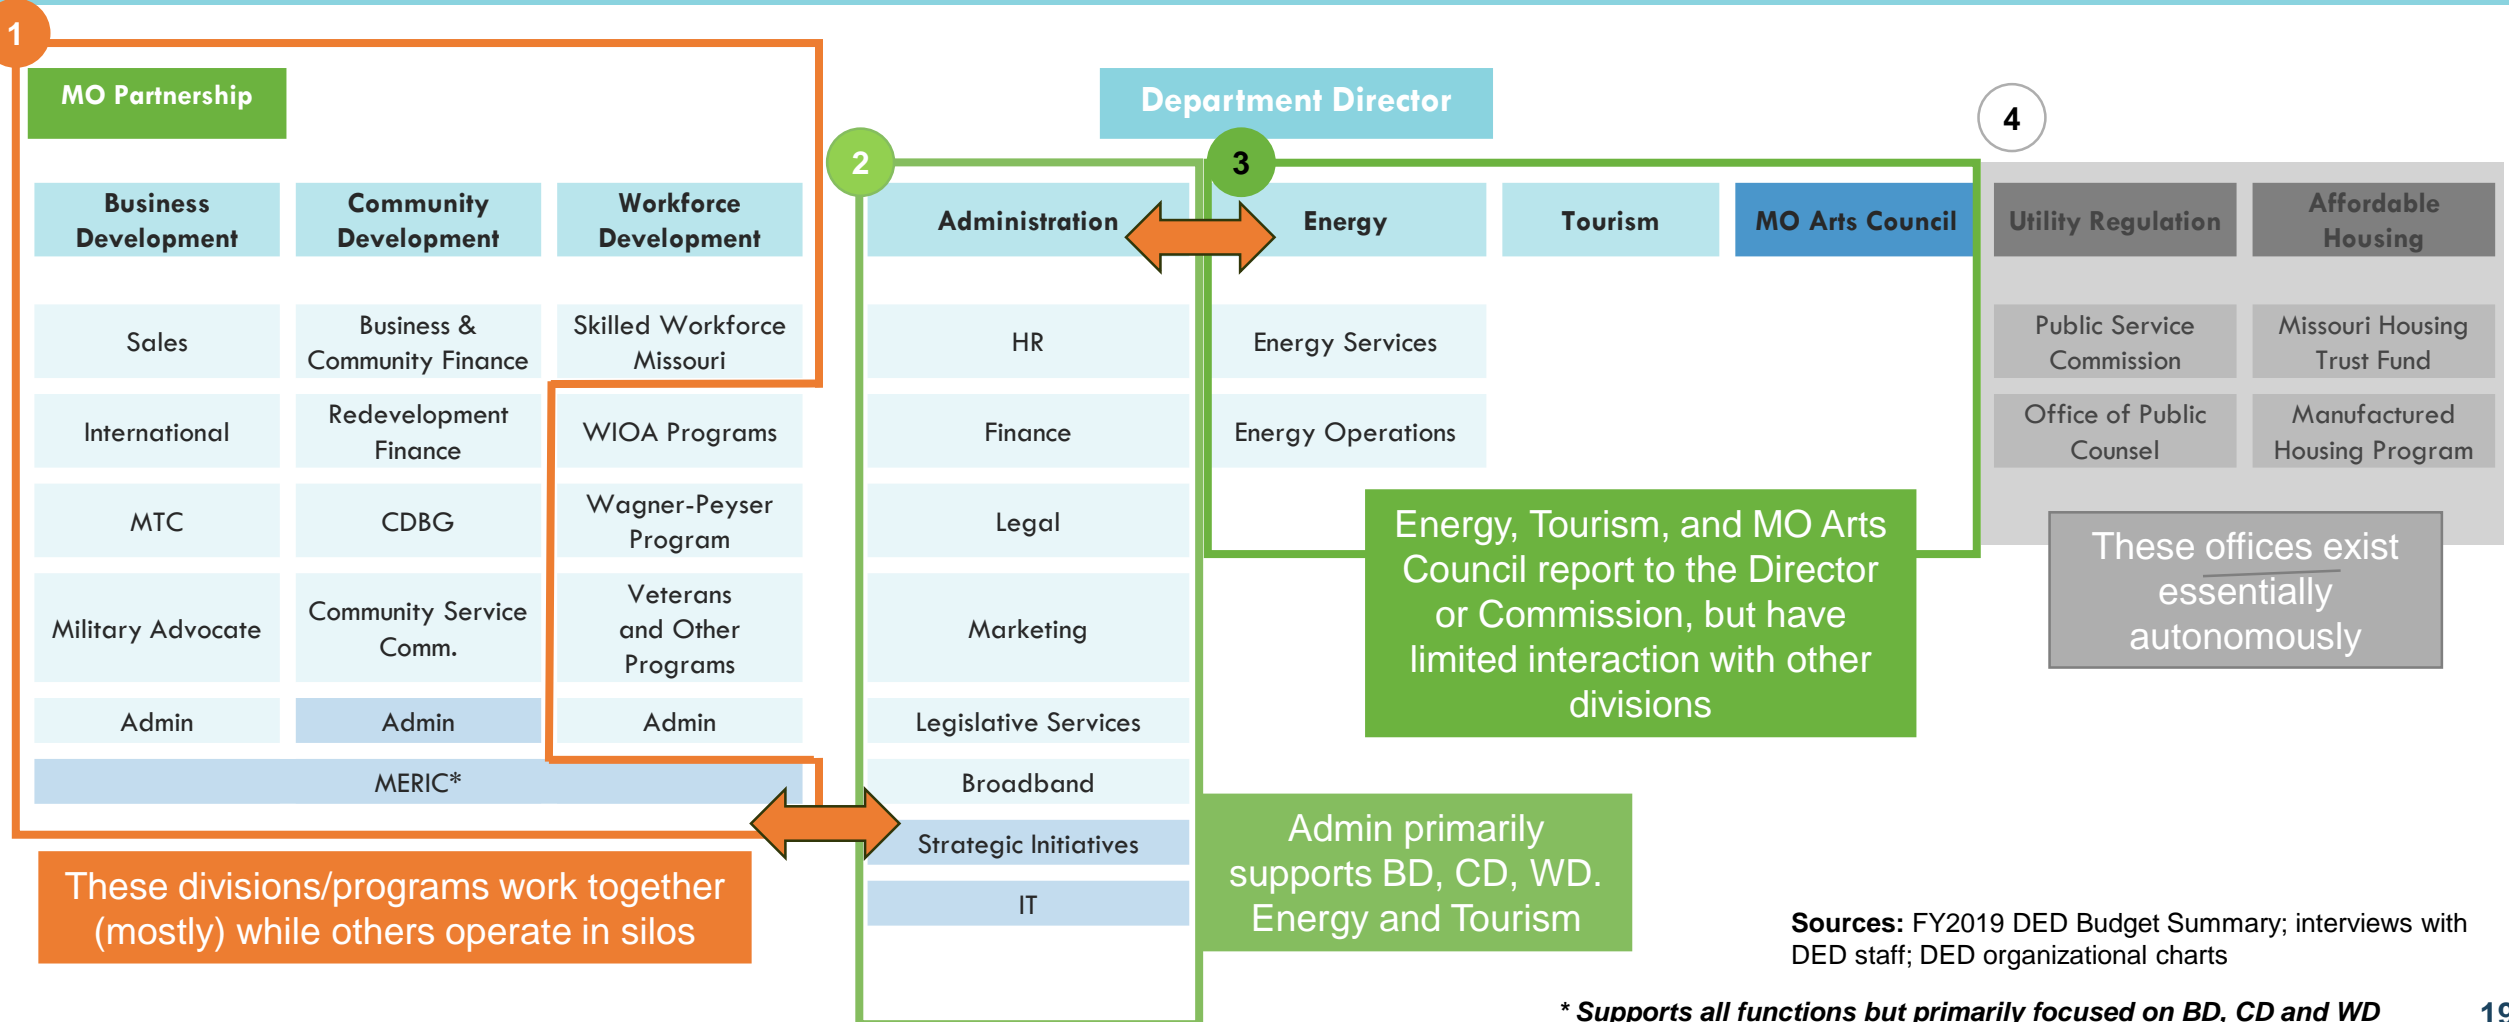 1
MO Partnership
Department Director
4
2
3
Business
Development
Community
Development
Workforce
Development
Administration
Energy
Tourism
MO Arts Council
Utility Regulation
Affordable
Housing
Sales
Business &
Community Finance
Skilled Workforce
Missouri
HR
Energy Services
Public Service
Commission
Missouri Housing
Trust Fund
International
Redevelopment
Finance
WIOA Programs
Finance
Energy Operations
Office of Public
Counsel
Manufactured
Housing Program
MTC
CDBG
Wagner-Peyser
Program
Legal
Military Advocate
Community Service
Comm.
Veterans
and Other
Programs
Marketing
Admin
Admin
Admin
Legislative Services
MERIC*
Broadband
Strategic Initiatives
IT
Energy, Tourism, and MO Arts
Council report to the Director
or Commission, but have
limited interaction with other
divisions
These offices exist
essentially
autonomously
These divisions/programs work together
(mostly) while others operate in silos
Admin primarily
supports BD, CD, WD.
Energy and Tourism
Sources: FY2019 DED Budget Summary; interviews with
DED staff; DED organizational charts
* Supports all functions but primarily focused on BD, CD and WD
19